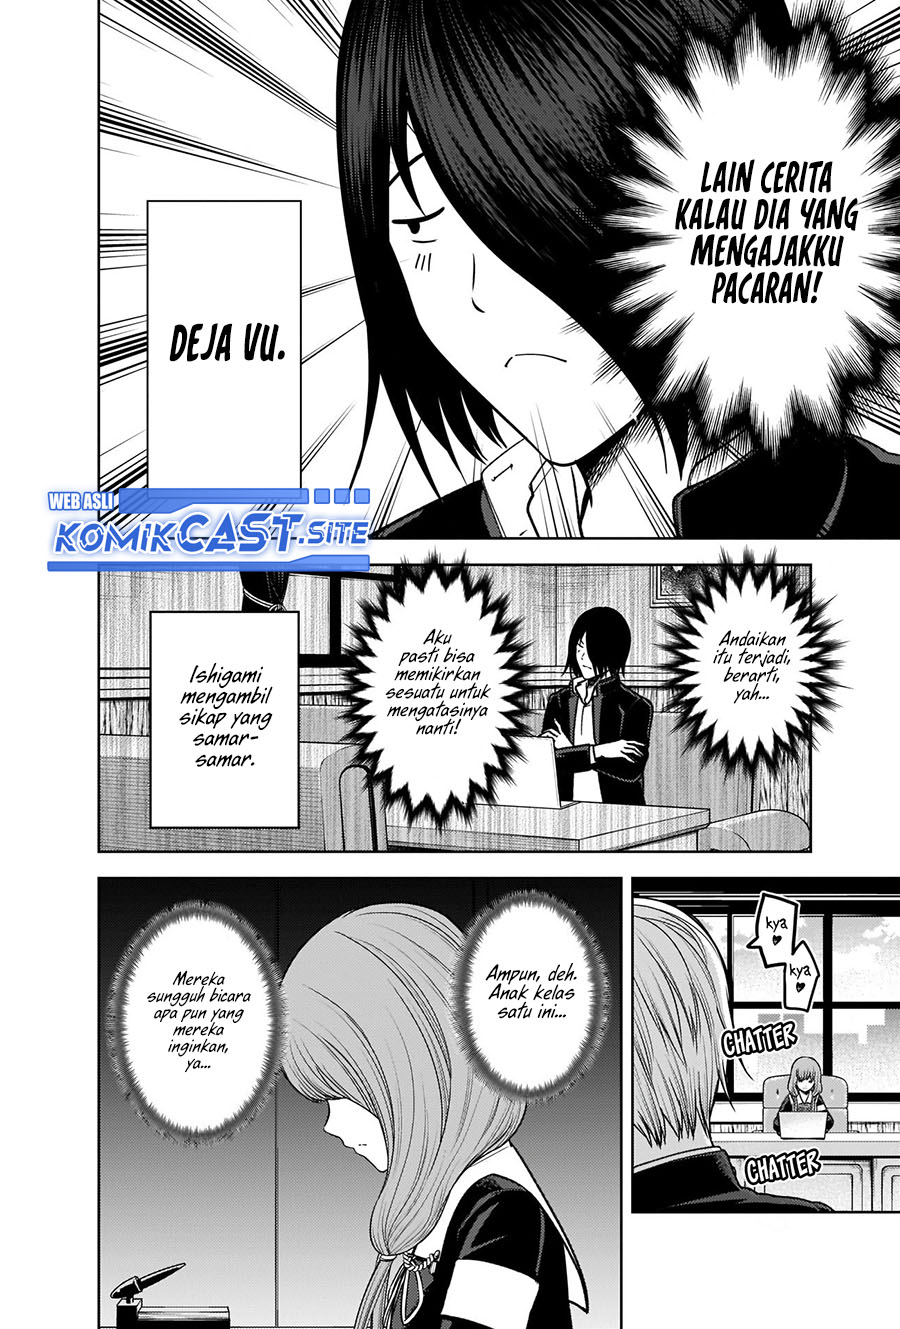 LAIN CERITA
KALAU DIA YANG
MENGAJAKKU
PACARAN!
DEJA VU.
WEB ASLI
KOMIKCAST.SITE
Andaikan
itu terjadi,
berarti,
yah...
Aku
pasti bisa
memikirkan
sesuatu untuk
mengatasinya
nanti!
Ishigami
mengambil
sikap yang
samar-
samar.
kya
♥
kya
♥
CHATTER
CHATTER
Ampun, deh.
Anak kelas
satu ini...
Mereka
sungguh bicara
apa pun yang
mereka
inginkan,
ya...